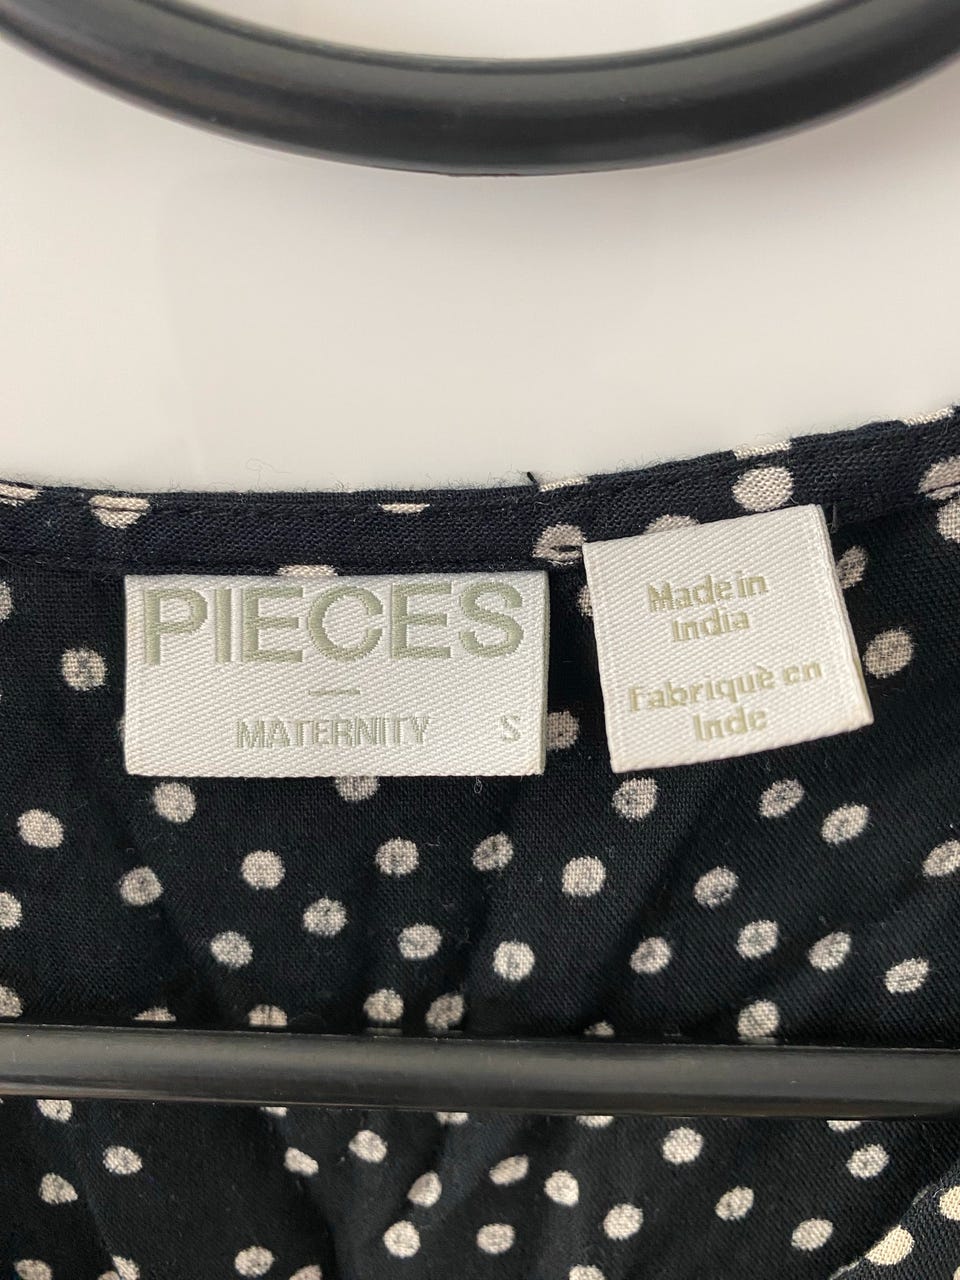 PIECES
MATERNITY S
Made in
India
Fabriquè en
Inde